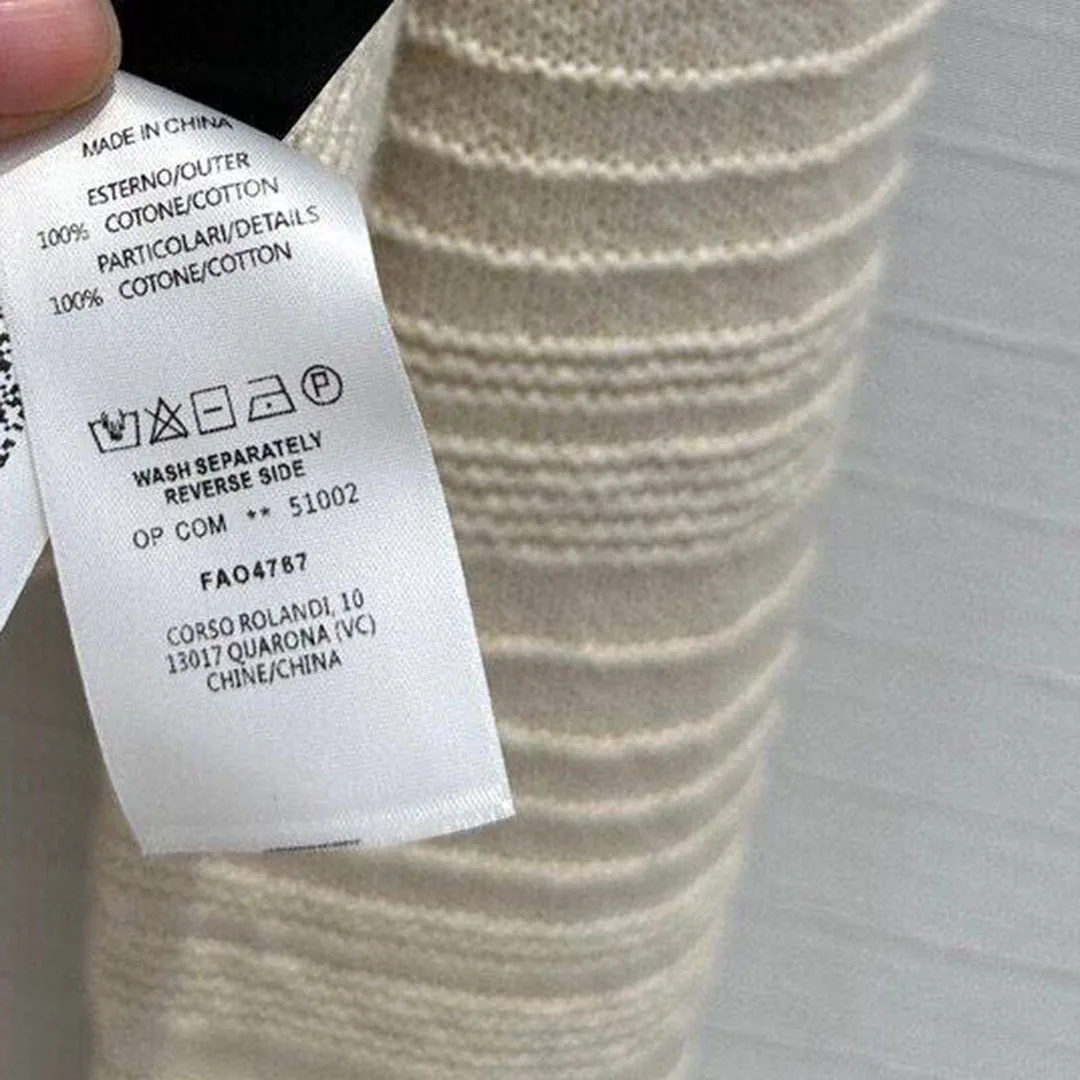 MADE IN CHINA
ESTERNO/OUTER
100% COTONE/COTTON
PARTICOLARI/DETAILS
100% COTONE/COTTON
P
WASH SEPARATELY
REVERSE SIDE
OP COM ** 51002
FAO4767
CORSO ROLANDI, 10
13017 QUARONA (VC)
CHINE/CHINA